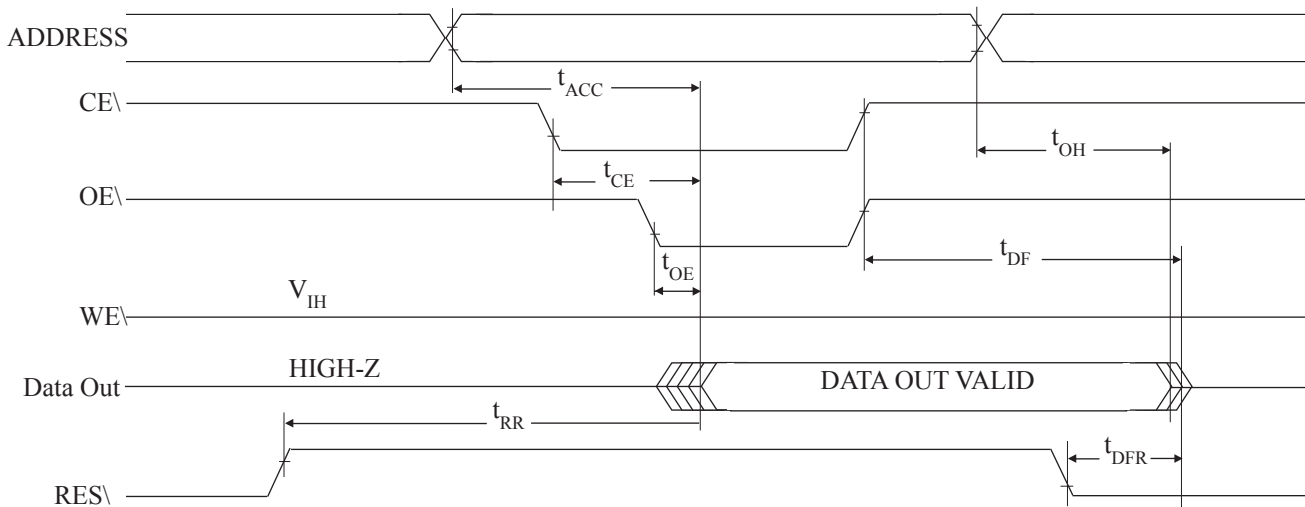 ADDRESS
t_ACC
CE\
t_OH
t_CE
OE\
t_DF
t_OE
V_IH
WE\
HIGH-Z
DATA OUT VALID
Data Out
t_RR
t_DFR
RES\